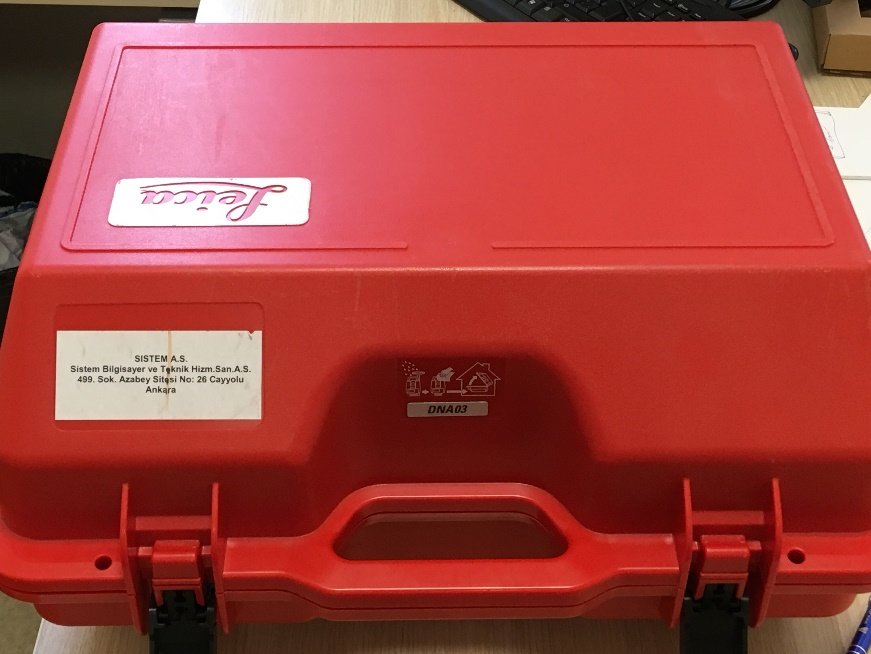 Leica
SISTEM A.S.
Sistem Bilgisayer ve Teknik Hizm.San.A.S.
499. Sok. Azabey Sitesi No: 26 Cayyolu
Ankara
DNA03